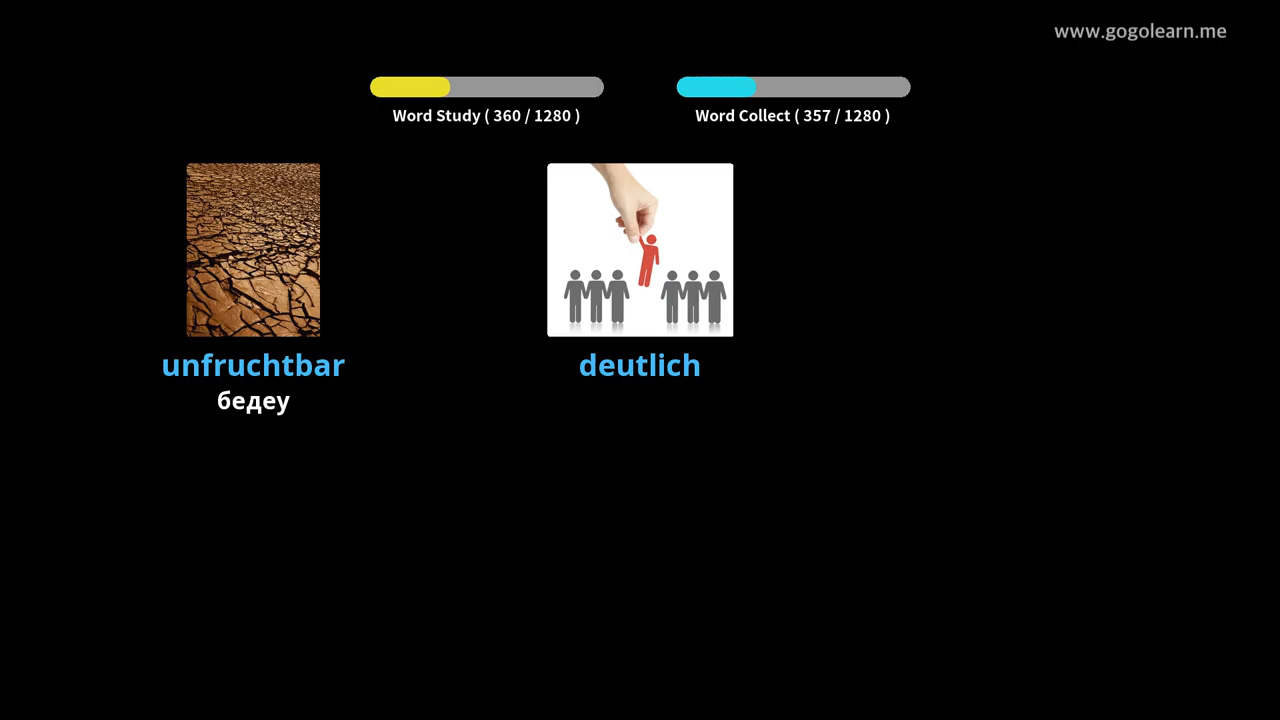 www.gogolearn.me
Word Study ( 360 / 1280 )
Word Collect ( 357 / 1280 )
unfruchtbar
бедеу
deutlich